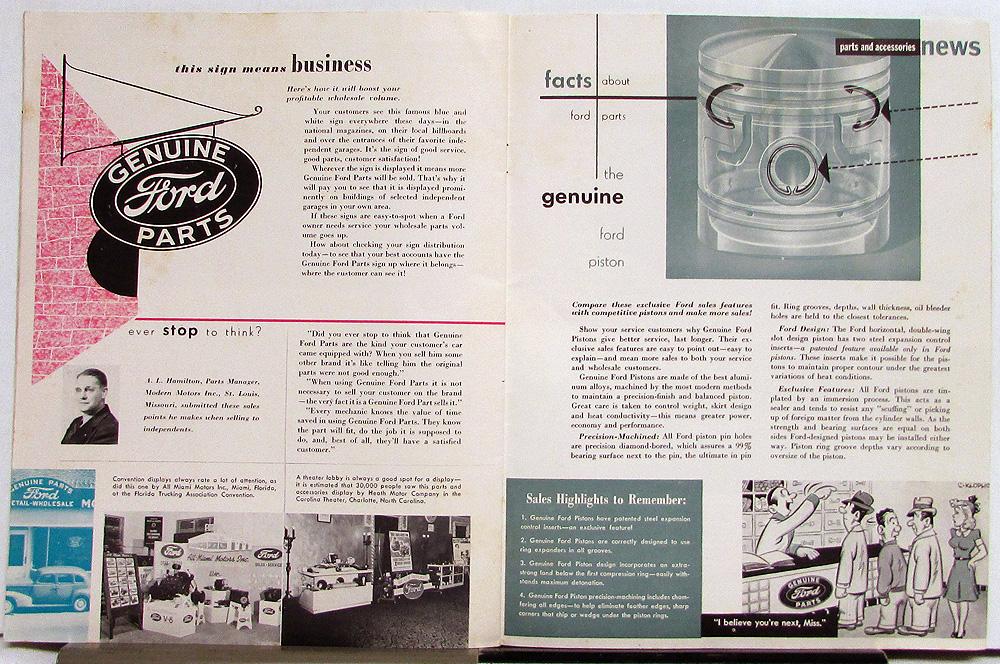 this sign means business
Here's how it will boost your
profitable wholesale volume.
Your customers see this famous blue and
white sign everywhere these days—in the
national magazines, on their local billboards
and over the entrances of their favorite inde-
pendent garages. It's the sign of good service,
good parts, customer satisfaction!
Wherever the sign is displayed it means more
Genuine Ford Parts will be sold. That's why it
will pay you to see that it is displayed promi-
nently on buildings of selected independent
garages in your own area.
If these signs are easy-to-spot when a Ford
owner needs service your wholesale parts vol-
ume goes up.
How about checking your sign distribution
today—to see that your best accounts have the
Genuine Ford Parts sign up where it belongs—
where the customer can see it!
GENUINE
Ford
PARTS
ever stop to think?
A. L. Hamilton, Parts Manager,
Modern Motors Inc., St. Louis,
Missouri, submitted these sales
points he makes when selling to
independents.
"Did you ever stop to think that Genuine
Ford Parts are the kind your customer's car
came equipped with? When you sell him some
other brand it's like telling him the original
parts were not good enough."
"When using Genuine Ford Parts it is not
necessary to sell your customer on the brand
—the very fact it is a Genuine Ford Part sells it."
"Every mechanic knows the value of time
saved in using Genuine Ford Parts. They know
the part will fit, do the job it is supposed to
do, and, best of all, they'll have a satisfied
customer."
GENUINE PARTS
Ford
RETAIL-WHOLESALE
Convention displays always rate a lot of attention, as
did this one by All Miami Motors Inc., Miami, Florida,
at the Florida Trucking Association Convention.
Ford
All Miami Motors Inc.
Ford
SALES - SERVICE
V-8
A theater lobby is always a good spot for a display—
it is estimated that 30,000 people saw this parts and
accessories display by Heath Motor Company in the
Carolina Theater, Charlotte, North Carolina.
Ford
parts and accessories news
facts about
ford parts
the
genuine
ford
piston
Compare these exclusive Ford sales features
with competitive pistons and make more sales!
Show your service customers why Genuine Ford
Pistons give better service, last longer. Their ex-
clusive sales features are easy to point out—easy to
explain—and mean more sales to both your service
and wholesale customers.
Genuine Ford Pistons are made of the best alumi-
num alloys, machined by the most modern methods
to maintain a precision-finish and balanced piston.
Great care is taken to control weight, skirt design
and heat conductivity—this means greater power,
economy and performance.
Precision-Machined: All Ford piston pin holes
are precision diamond-bored, which assures a 99%
bearing surface next to the pin, the ultimate in pin
fit. Ring grooves, depths, wall thickness, oil bleeder
holes are held to the closest tolerances.
Ford Design: The Ford horizontal, double-wing
slot design piston has two steel expansion control
inserts—a patented feature available only in Ford
pistons. These inserts make it possible for the pis-
tons to maintain proper contour under the greatest
variations of heat conditions.
Exclusive Features: All Ford pistons are tin-
plated by an immersion process. This acts as a
sealer and tends to resist any "scuffing" or picking
up of foreign matter from the cylinder walls. As the
strength and bearing surfaces are equal on both
sides Ford-designed pistons may be installed either
way. Piston ring groove depths vary according to
oversize of the piston.
Sales Highlights to Remember:
1. Genuine Ford Pistons have patented steel expansion
control inserts—an exclusive feature!
2. Genuine Ford Pistons are correctly designed to use
ring expanders in all grooves.
3. Genuine Ford Piston design incorporates an extra-
strong land below the first compression ring—easily with-
stands maximum detonation.
4. Genuine Ford Piston precision-machining includes cham-
fering all edges—to help eliminate feather edges, sharp
corners that chip or wedge under the piston rings.
GENUINE
Ford
PARTS
"I believe you're next, Miss."